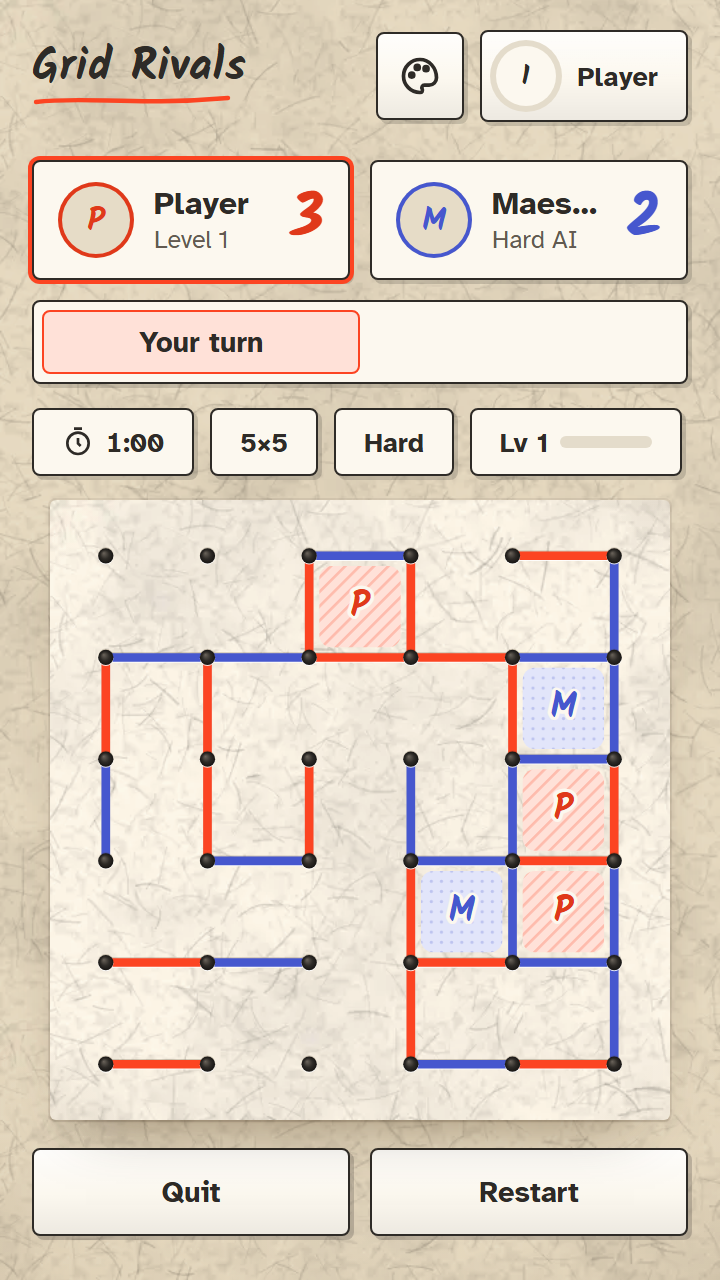 Grid Rivals
1 Player
P Player Level 1 3
M Maes... Hard AI 2
Your turn
1:00 5×5 Hard Lv 1
P
M
P
M P
Quit Restart